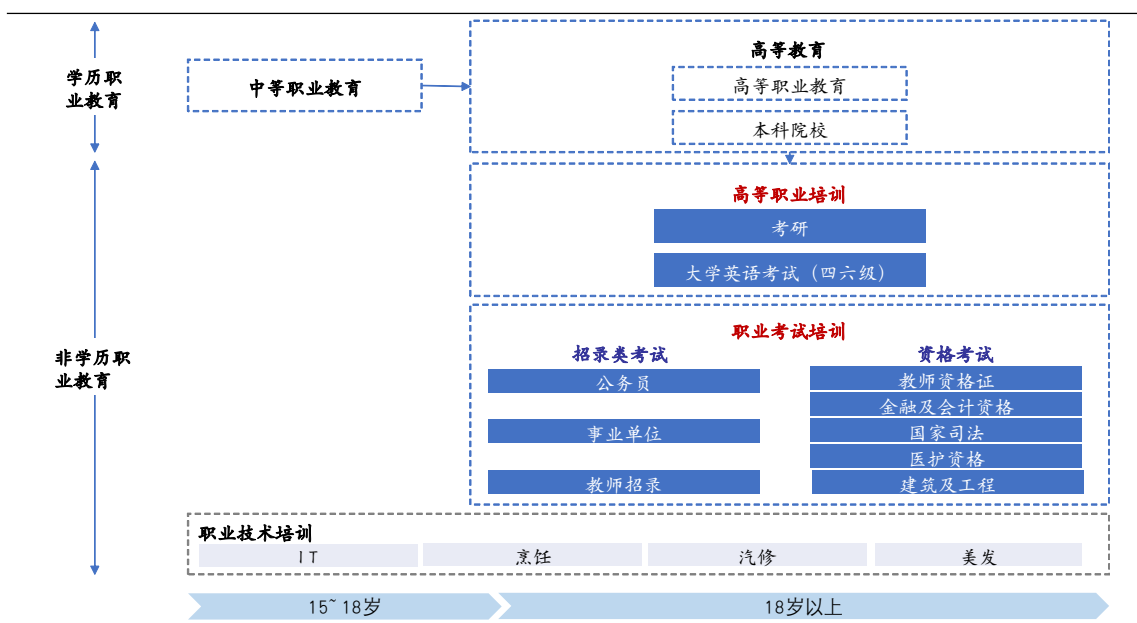 学历职
业教育
中等职业教育
高等教育
高等职业教育
本科院校
非学历职
业教育
高等职业培训
考研
大学英语考试（四六级）
职业考试培训
招录类考试
资格考试
公务员
教师资格证
金融及会计资格
事业单位
国家司法
医护资格
教师招录
建筑及工程
职业技术培训
IT
烹饪
汽修
美发
15~18岁
18岁以上